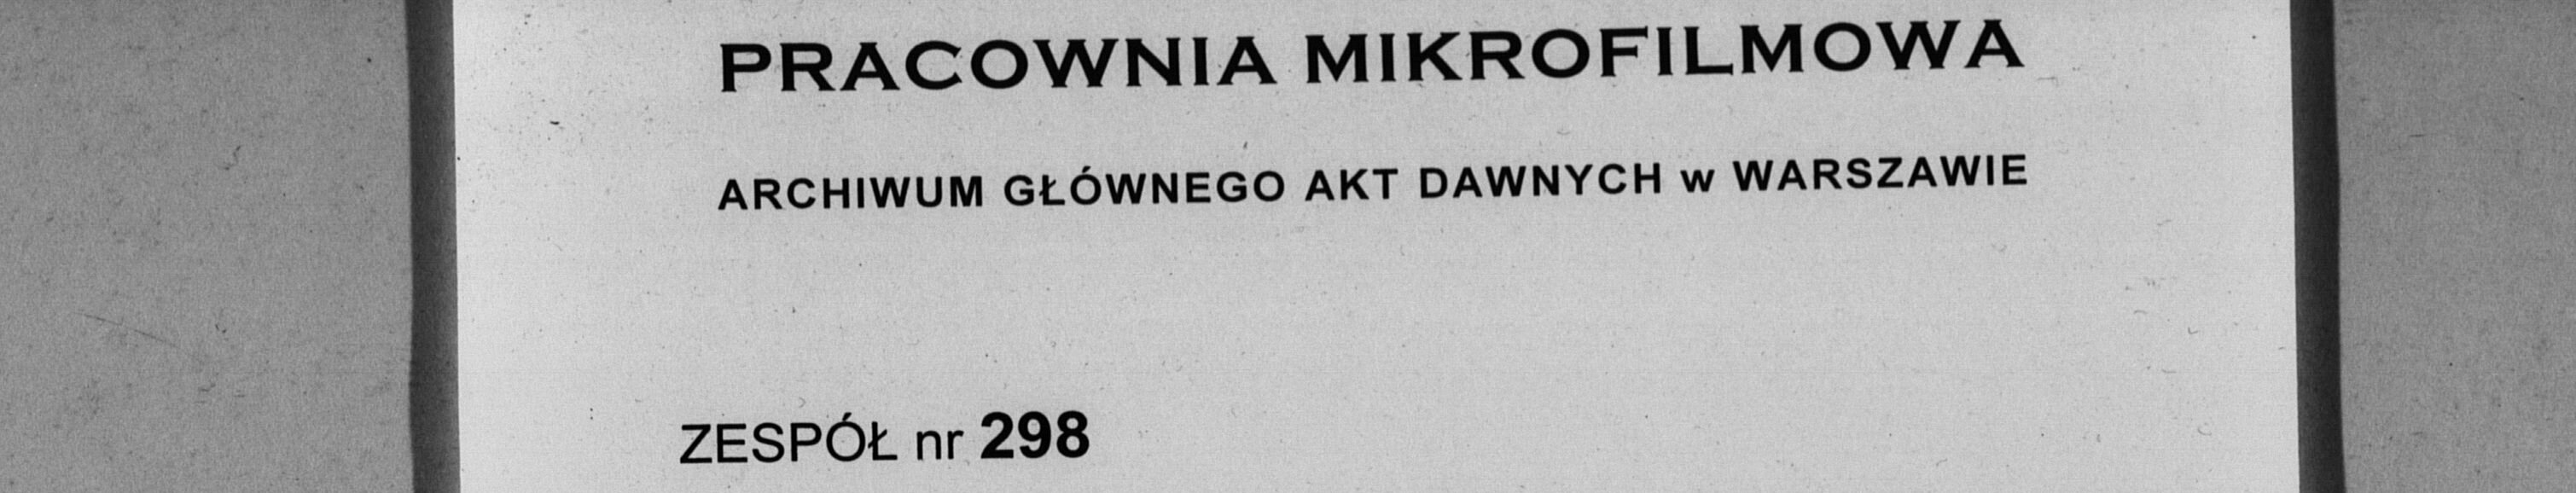 PRACOWNIA MIKROFILMOWA
ARCHIWUM GŁÓWNEGO AKT DAWNYCH w WARSZAWIE
ZESPÓŁ nr 298